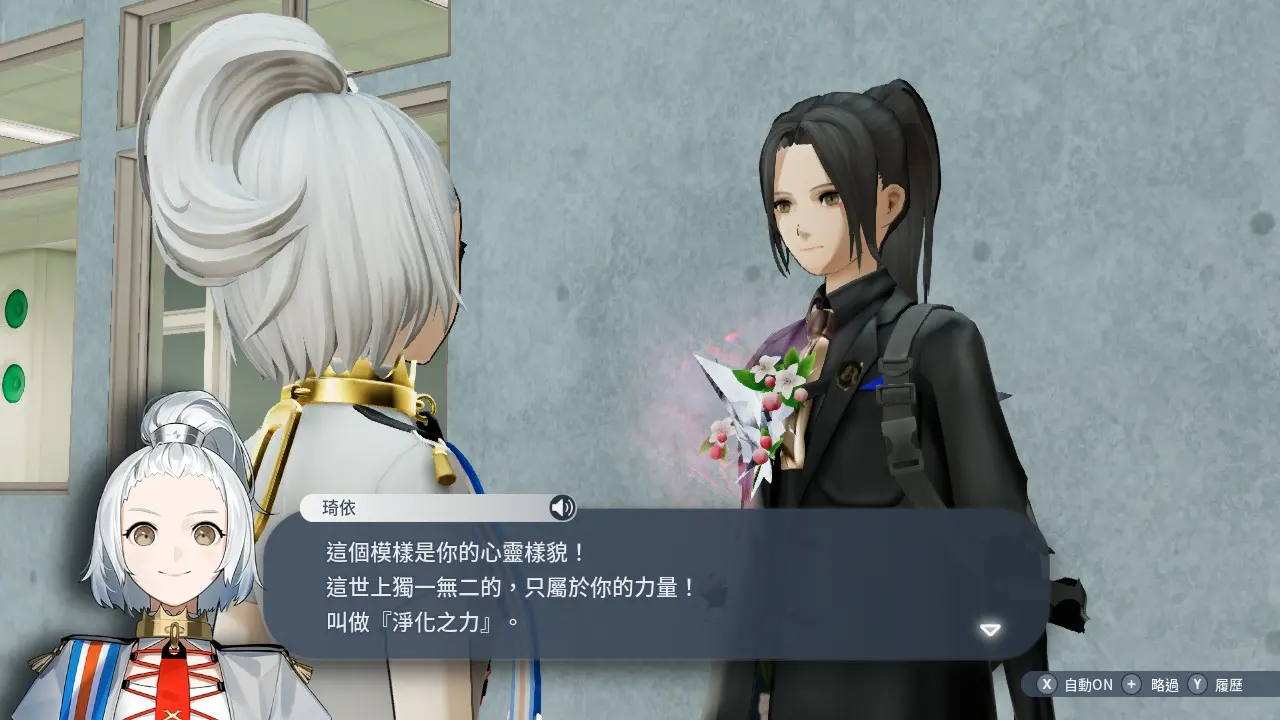 琦依
這個模樣是你的心靈樣貌！
這世上獨一無二的，只屬於你的力量！
叫做『淨化之力』。
X 自動ON + 略過 Y 履歷